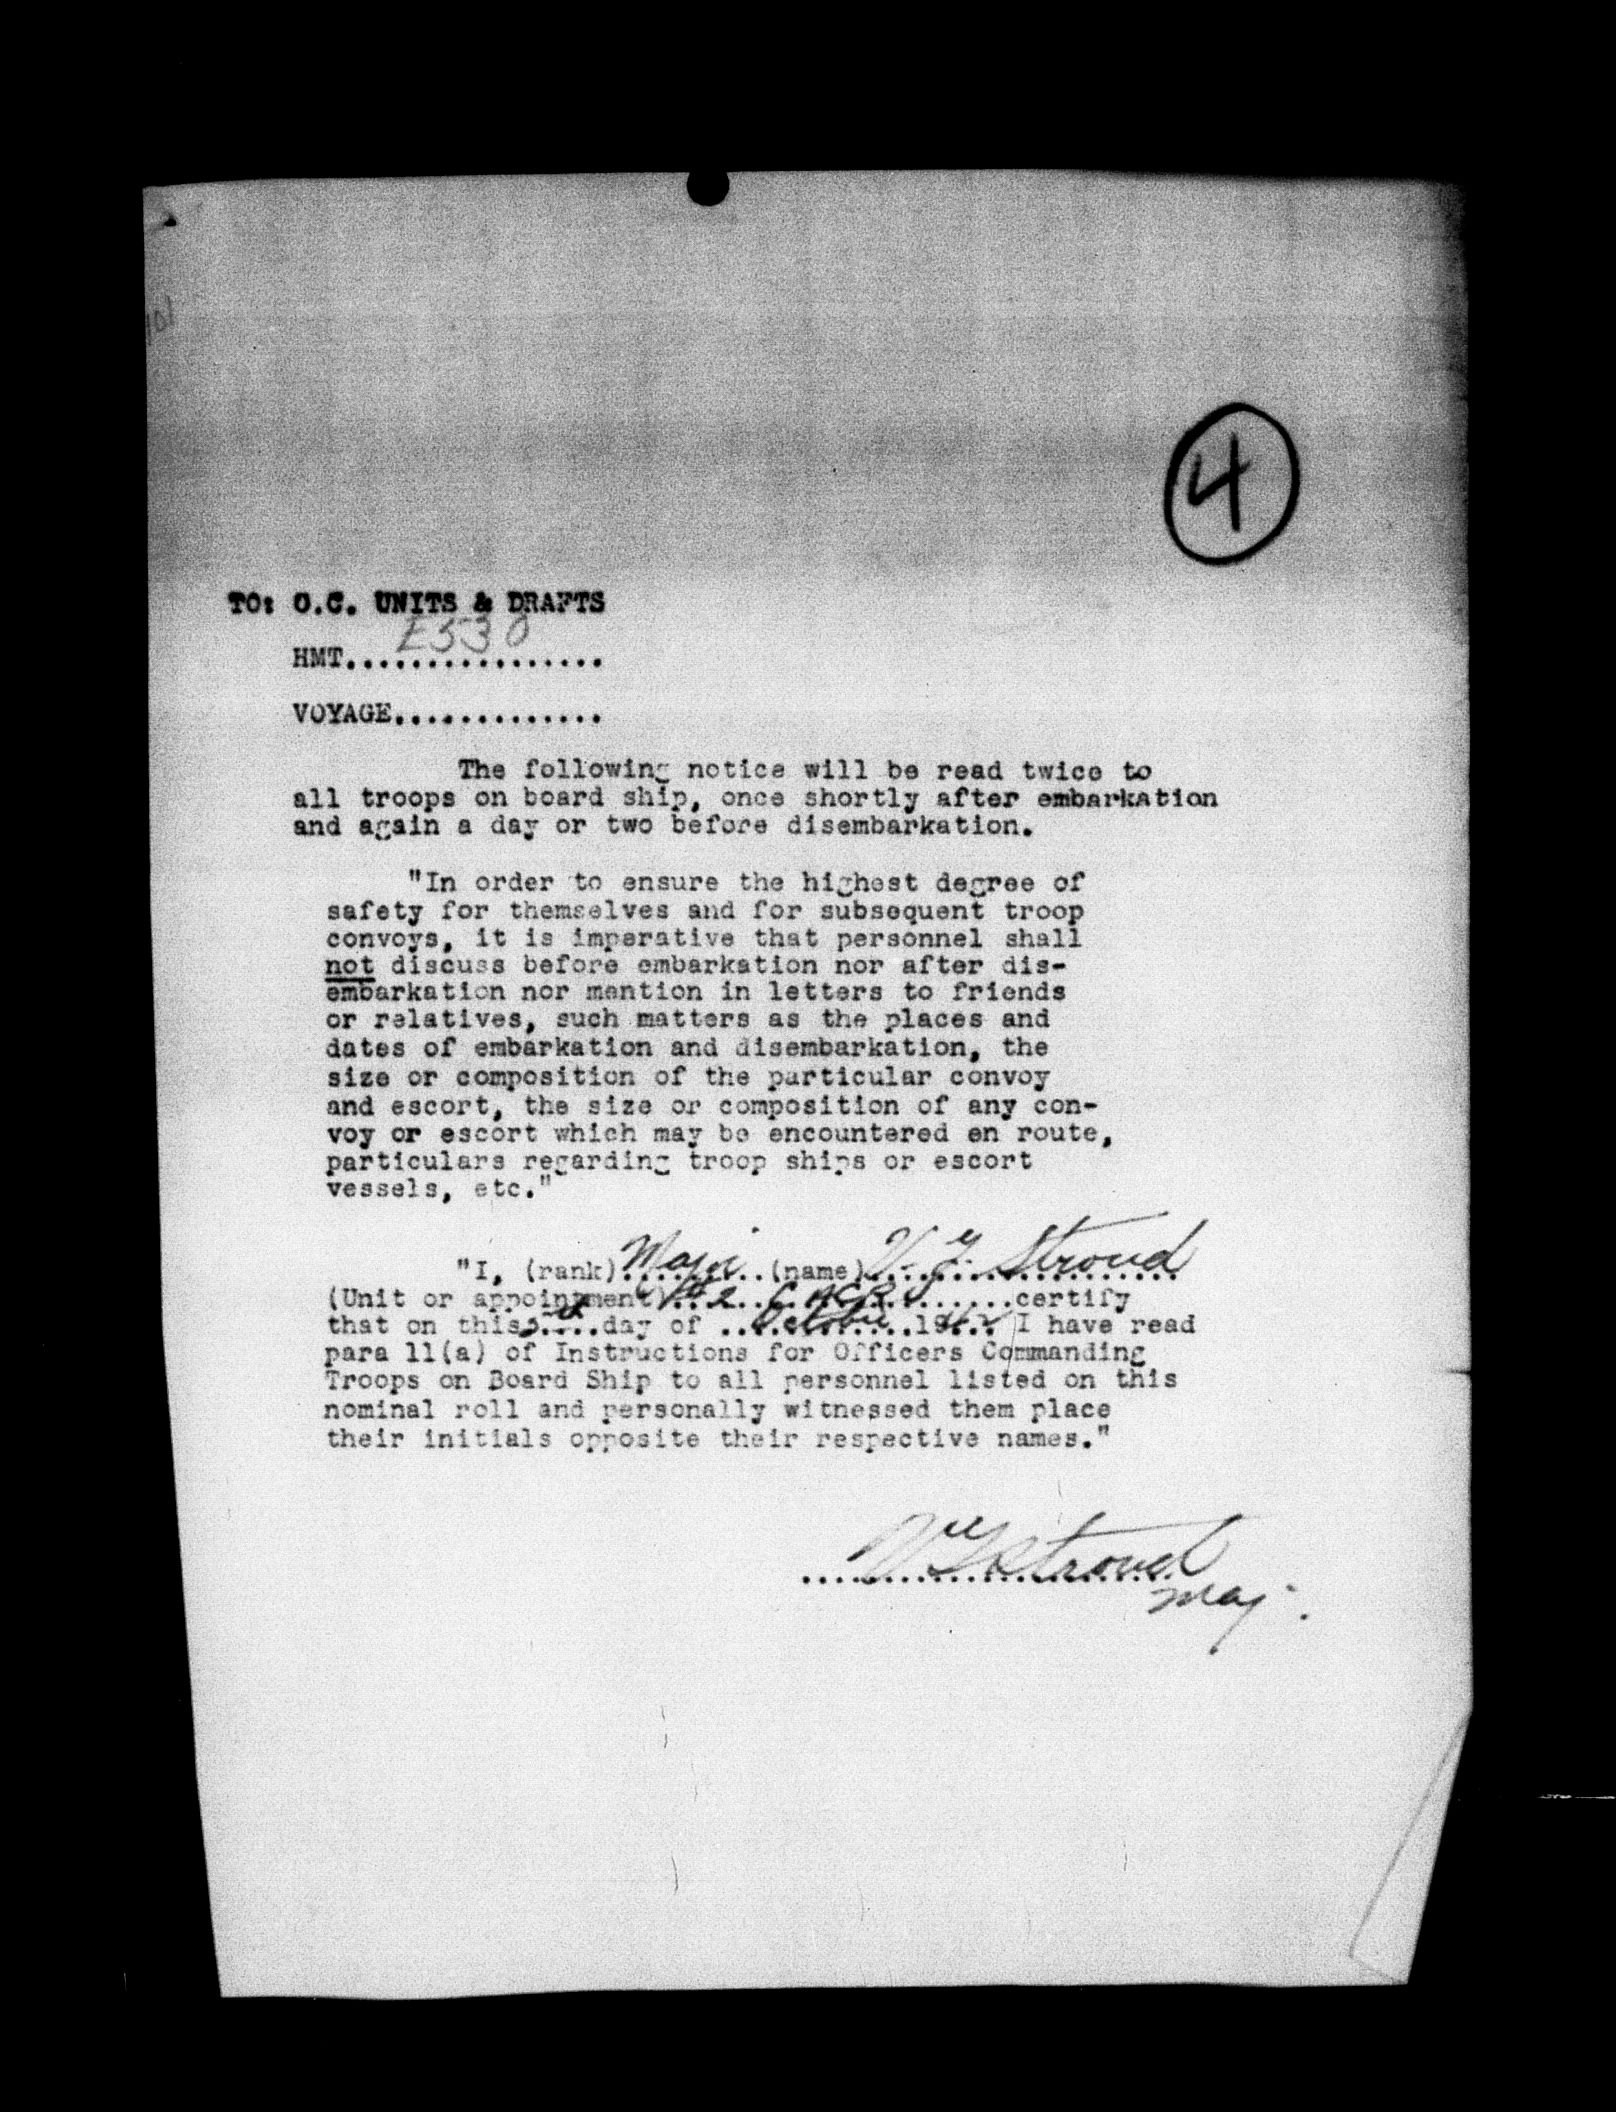 101
4
TO: O.C. UNITS & DRAFTS
E530
HMT................
VOYAGE.............
The following notice will be read twice to
all troops on board ship, once shortly after embarkation
and again a day or two before disembarkation.
"In order to ensure the highest degree of
safety for themselves and for subsequent troop
convoys, it is imperative that personnel shall
not discuss before embarkation nor after dis-
embarkation nor mention in letters to friends
or relatives, such matters as the places and
dates of embarkation and disembarkation, the
size or composition of the particular convoy
and escort, the size or composition of any con-
voy or escort which may be encountered en route,
particulars regarding troop ships or escort
vessels, etc."
"I, (rank) Major (name) V. G. Stroud
(Unit or appointment) No 2 C.A.C.R.U. certify
that on this day of October 194 I have read
para 11(a) of Instructions for Officers Commanding
Troops on Board Ship to all personnel listed on this
nominal roll and personally witnessed them place
their initials opposite their respective names."
V G Stroud
Maj.